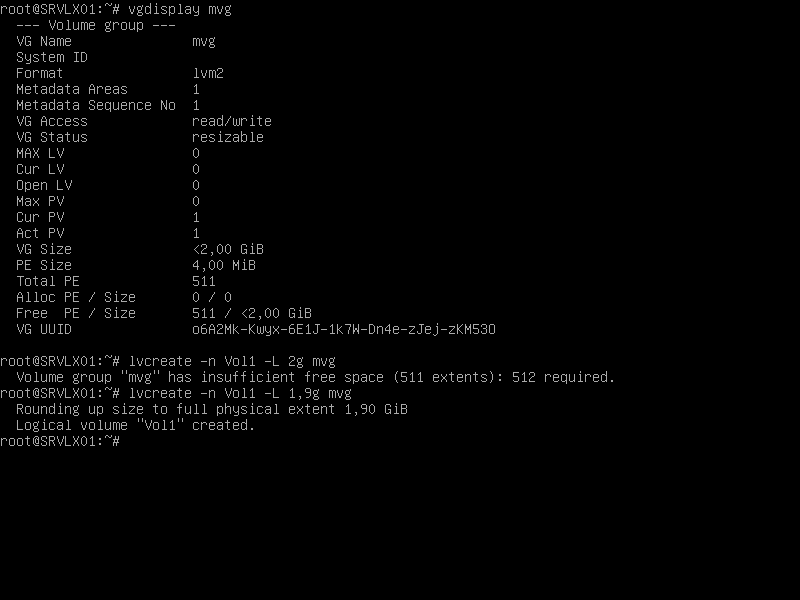 root@SRVLX01:~# vgdisplay mvg
  --- Volume group ---
  VG Name               mvg
  System ID
  Format                lvm2
  Metadata Areas        1
  Metadata Sequence No  1
  VG Access             read/write
  VG Status             resizable
  MAX LV                0
  Cur LV                0
  Open LV               0
  Max PV                0
  Cur PV                1
  Act PV                1
  VG Size               <2,00 GiB
  PE Size               4,00 MiB
  Total PE              511
  Alloc PE / Size       0 / 0
  Free  PE / Size       511 / <2,00 GiB
  VG UUID               o6A2Mk-Kwyx-6E1J-1k7W-Dn4e-zJej-zKM53O

root@SRVLX01:~# lvcreate -n Vol1 -L 2g mvg
  Volume group "mvg" has insufficient free space (511 extents): 512 required.
root@SRVLX01:~# lvcreate -n Vol1 -L 1,9g mvg
  Rounding up size to full physical extent 1,90 GiB
  Logical volume "Vol1" created.
root@SRVLX01:~#